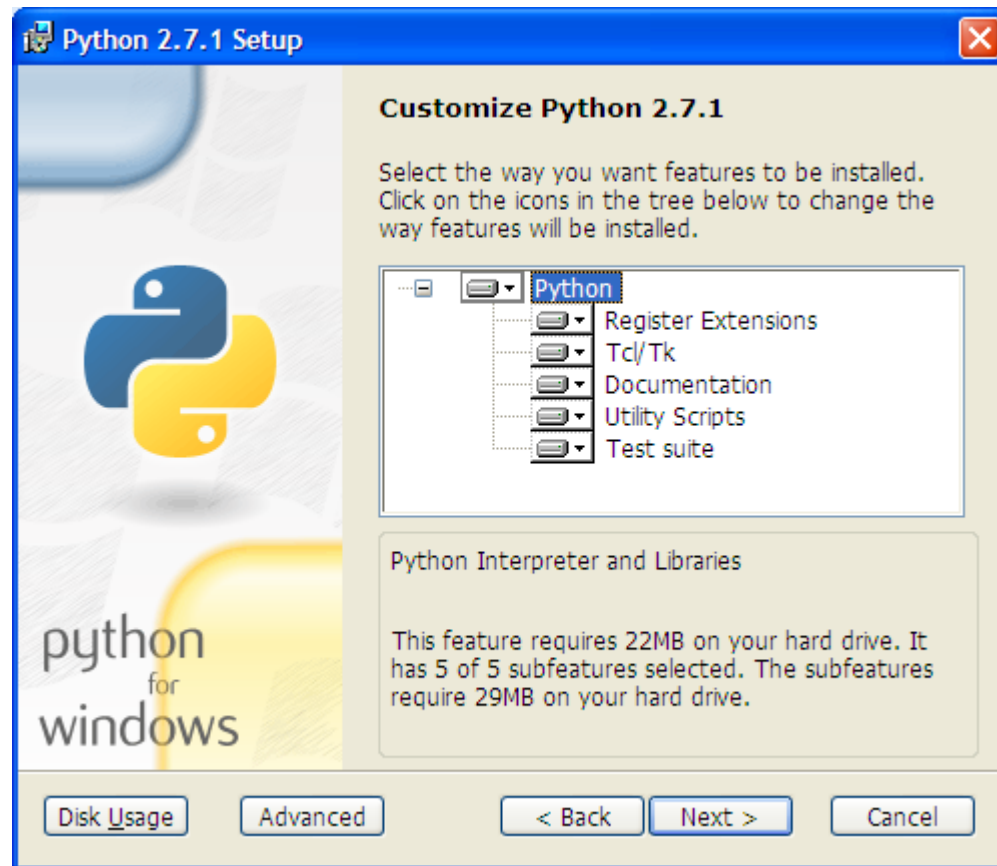 Python 2.7.1 Setup
Customize Python 2.7.1
Select the way you want features to be installed.
Click on the icons in the tree below to change the
way features will be installed.
Python
Register Extensions
Tcl/Tk
Documentation
Utility Scripts
Test suite
Python Interpreter and Libraries
This feature requires 22MB on your hard drive. It
has 5 of 5 subfeatures selected. The subfeatures
require 29MB on your hard drive.
python
for
windows
Disk Usage
Advanced
< Back
Next >
Cancel